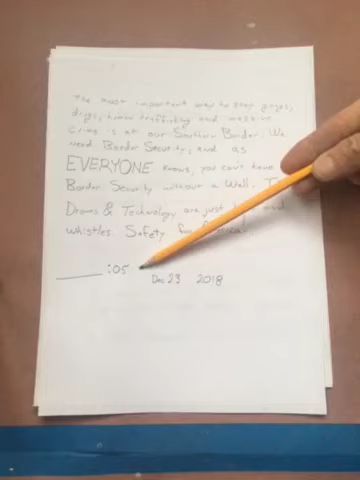 The most important way to stop gangs,
drugs, human trafficking and massive
crime is at our Southern Border. We
need Border Security, and as
EVERYONE knows, you can't have
Border Security without a Wall. T
Drones & Technology are just and
whistles. Safety for America!
:05
Dec 23 2018